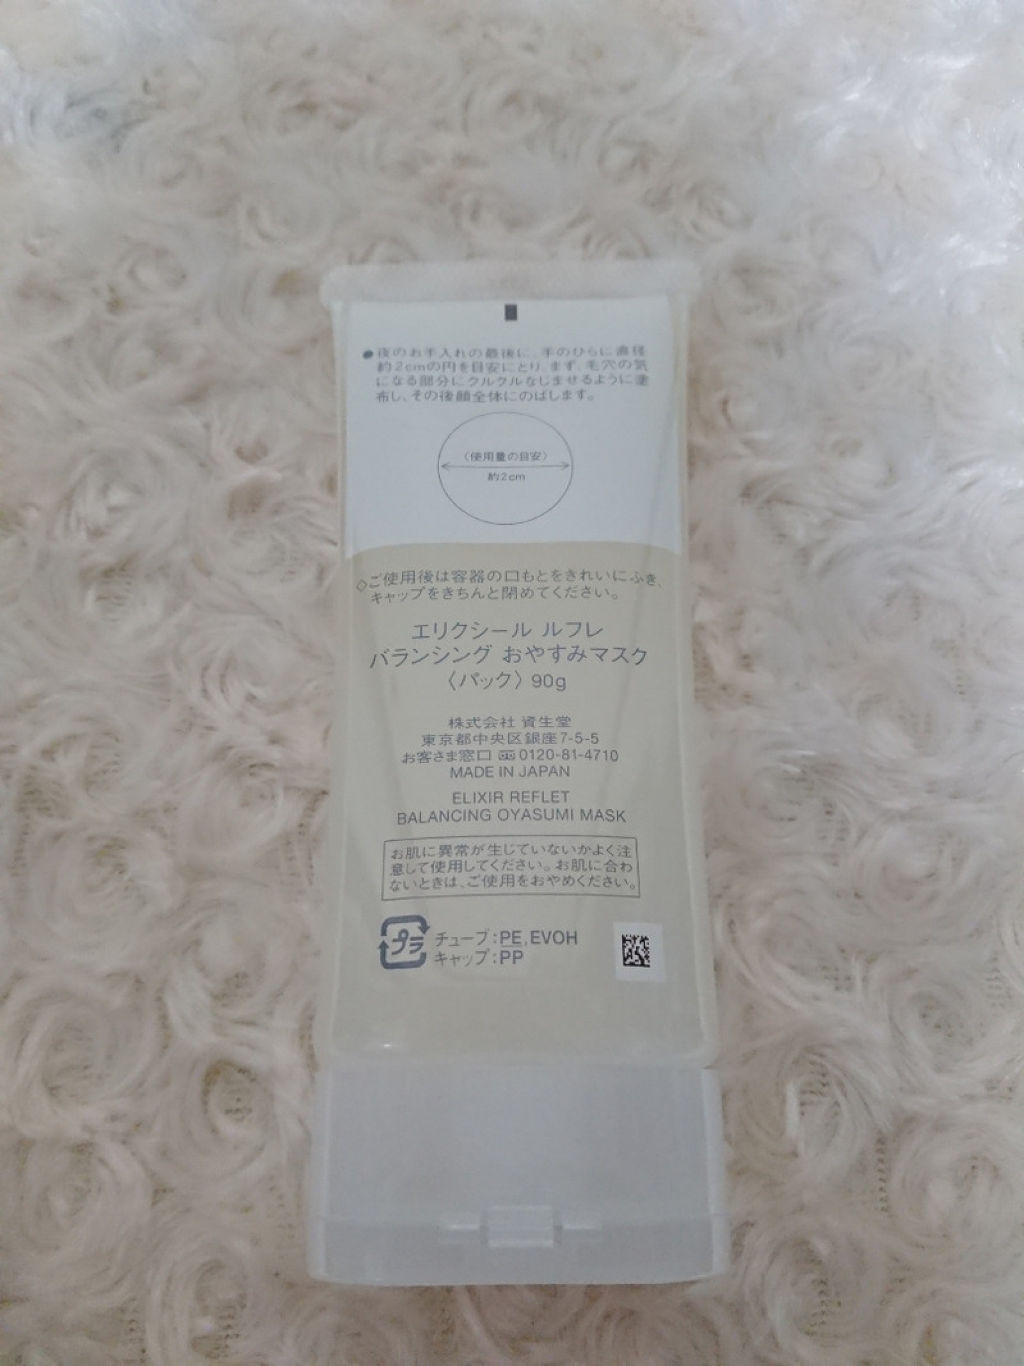 ●夜のお手入れの最後に、手のひらに直径
約2cmの円を目安にとり、まず、毛穴の気
になる部分にクルクルなじませるように塗
布し、その後顔全体にのばします。
〈使用量の目安〉
約2cm
◇ご使用後は容器の口もとをきれいにふき、
キャップをきちんと閉めてください。
エリクシール ルフレ
バランシング おやすみマスク
〈パック〉 90g
株式会社 資生堂
東京都中央区銀座7-5-5
お客さま窓口 0120-81-4710
MADE IN JAPAN
ELIXIR REFLET
BALANCING OYASUMI MASK
お肌に異常が生じていないかよく注
意して使用してください。お肌に合わ
ないときは、ご使用をおやめください。
プラ チューブ:PE,EVOH
キャップ:PP